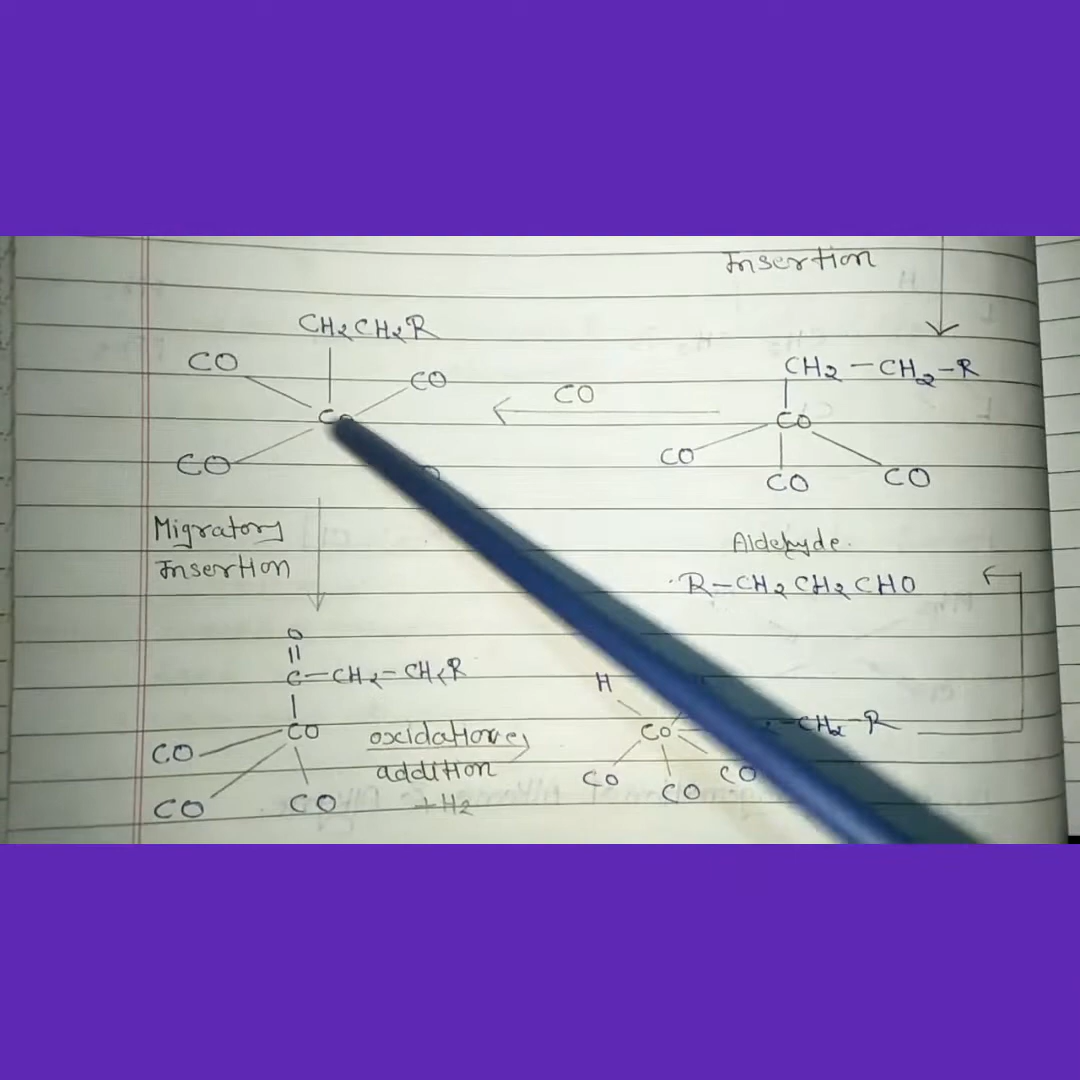 Insertion
CH2CH2R
CO
CO
CO
CH2-CH2-R
CO
CO
CO
CO
CO
Migratory
Insertion
Aldehyde.
R-CH2CH2CHO
O
C-CH2-CH2R
CO
CO
CO
CO
oxidative
addition
+H2
H
CO
-CH2-R
CO
CO
CO